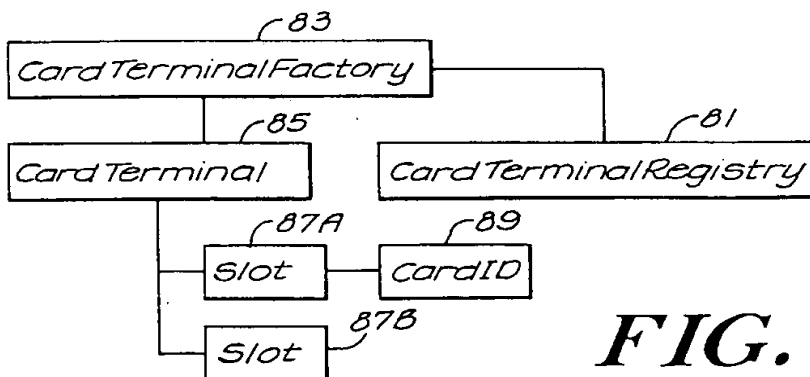 83
CardTerminalFactory
85
81
CardTerminal
CardTerminalRegistry
87A
89
Slot
CardID
87B
Slot
FIG.